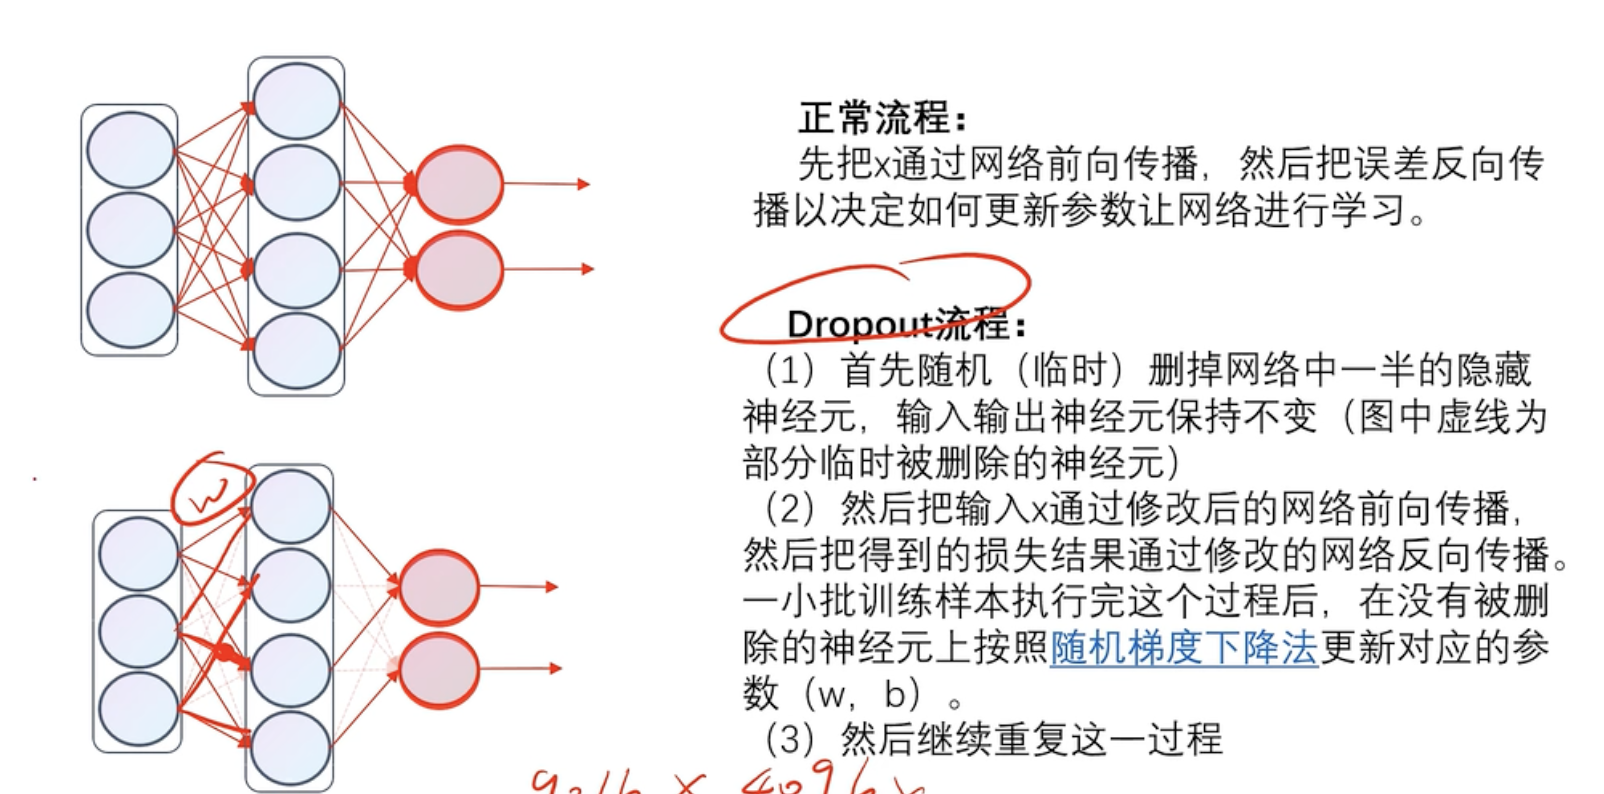 正常流程：
先把x通过网络前向传播，然后把误差反向传
播以决定如何更新参数让网络进行学习。
Dropout流程：
（1）首先随机（临时）删掉网络中一半的隐藏
神经元，输入输出神经元保持不变（图中虚线为
部分临时被删除的神经元）
（2）然后把输入x通过修改后的网络前向传播，
然后把得到的损失结果通过修改的网络反向传播。
一小批训练样本执行完这个过程后，在没有被删
除的神经元上按照随机梯度下降法更新对应的参
数（w，b）。
（3）然后继续重复这一过程
w